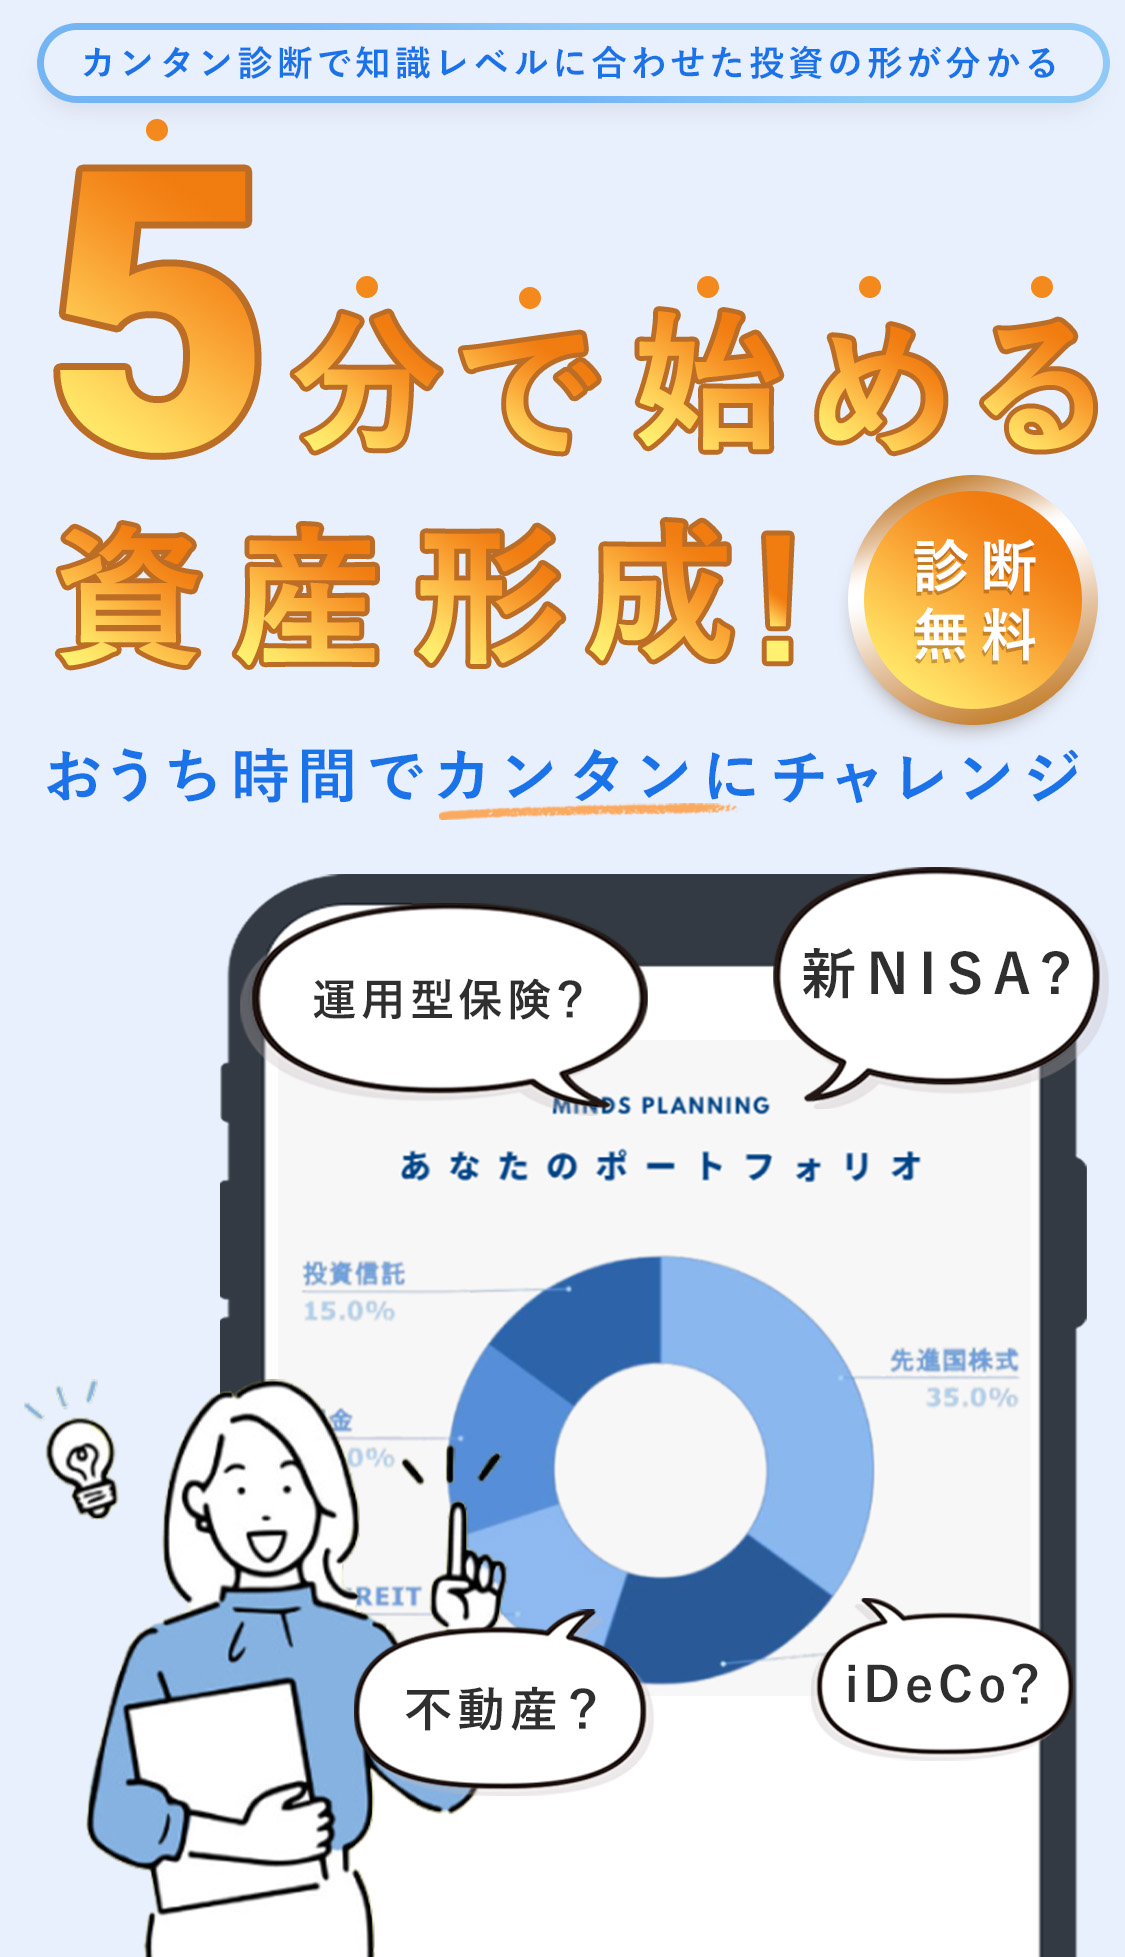 カンタン診断で知識レベルに合わせた投資の形が分かる
5分で始める
資産形成!
診断
無料
おうち時間でカンタンにチャレンジ
運用型保険?
新NISA?
MINDS PLANNING
あなたのポートフォリオ
投資信託
15.0%
先進国株式
35.0%
金
0%
REIT
不動産?
iDeCo?